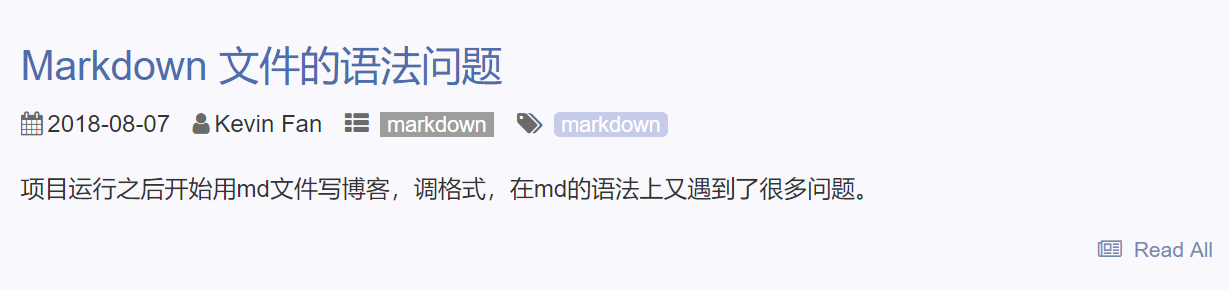 Markdown 文件的语法问题
2018-08-07 Kevin Fan markdown markdown
项目运行之后开始用md文件写博客，调格式，在md的语法上又遇到了很多问题。
Read All